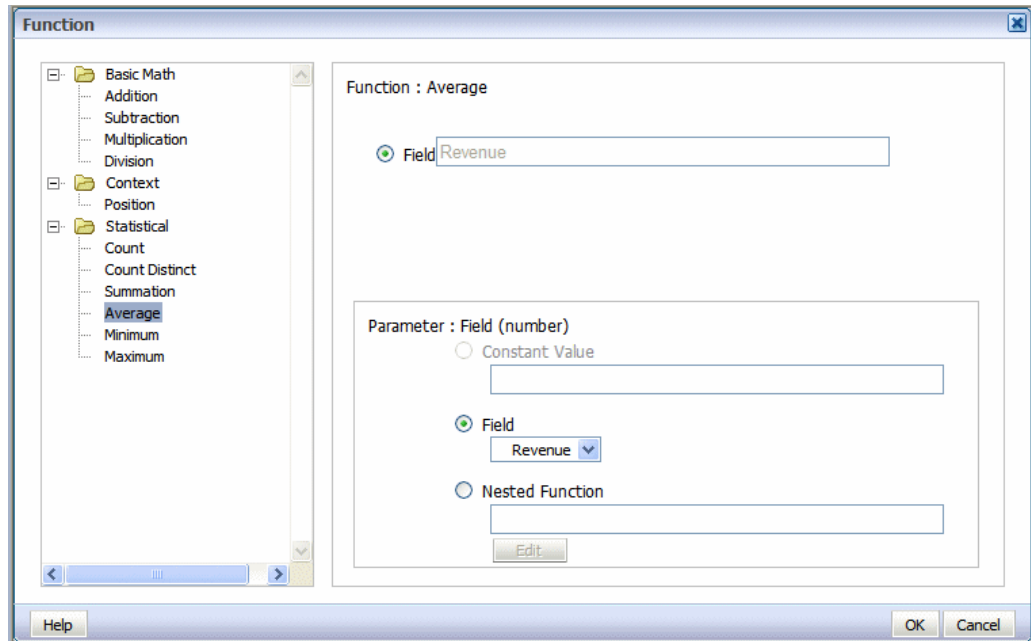 Function
Basic Math
Addition
Subtraction
Multiplication
Division
Context
Position
Statistical
Count
Count Distinct
Summation
Average
Minimum
Maximum
Function : Average
Field Revenue
Parameter : Field (number)
Constant Value
Field
Revenue
Nested Function
Edit
Help OK Cancel